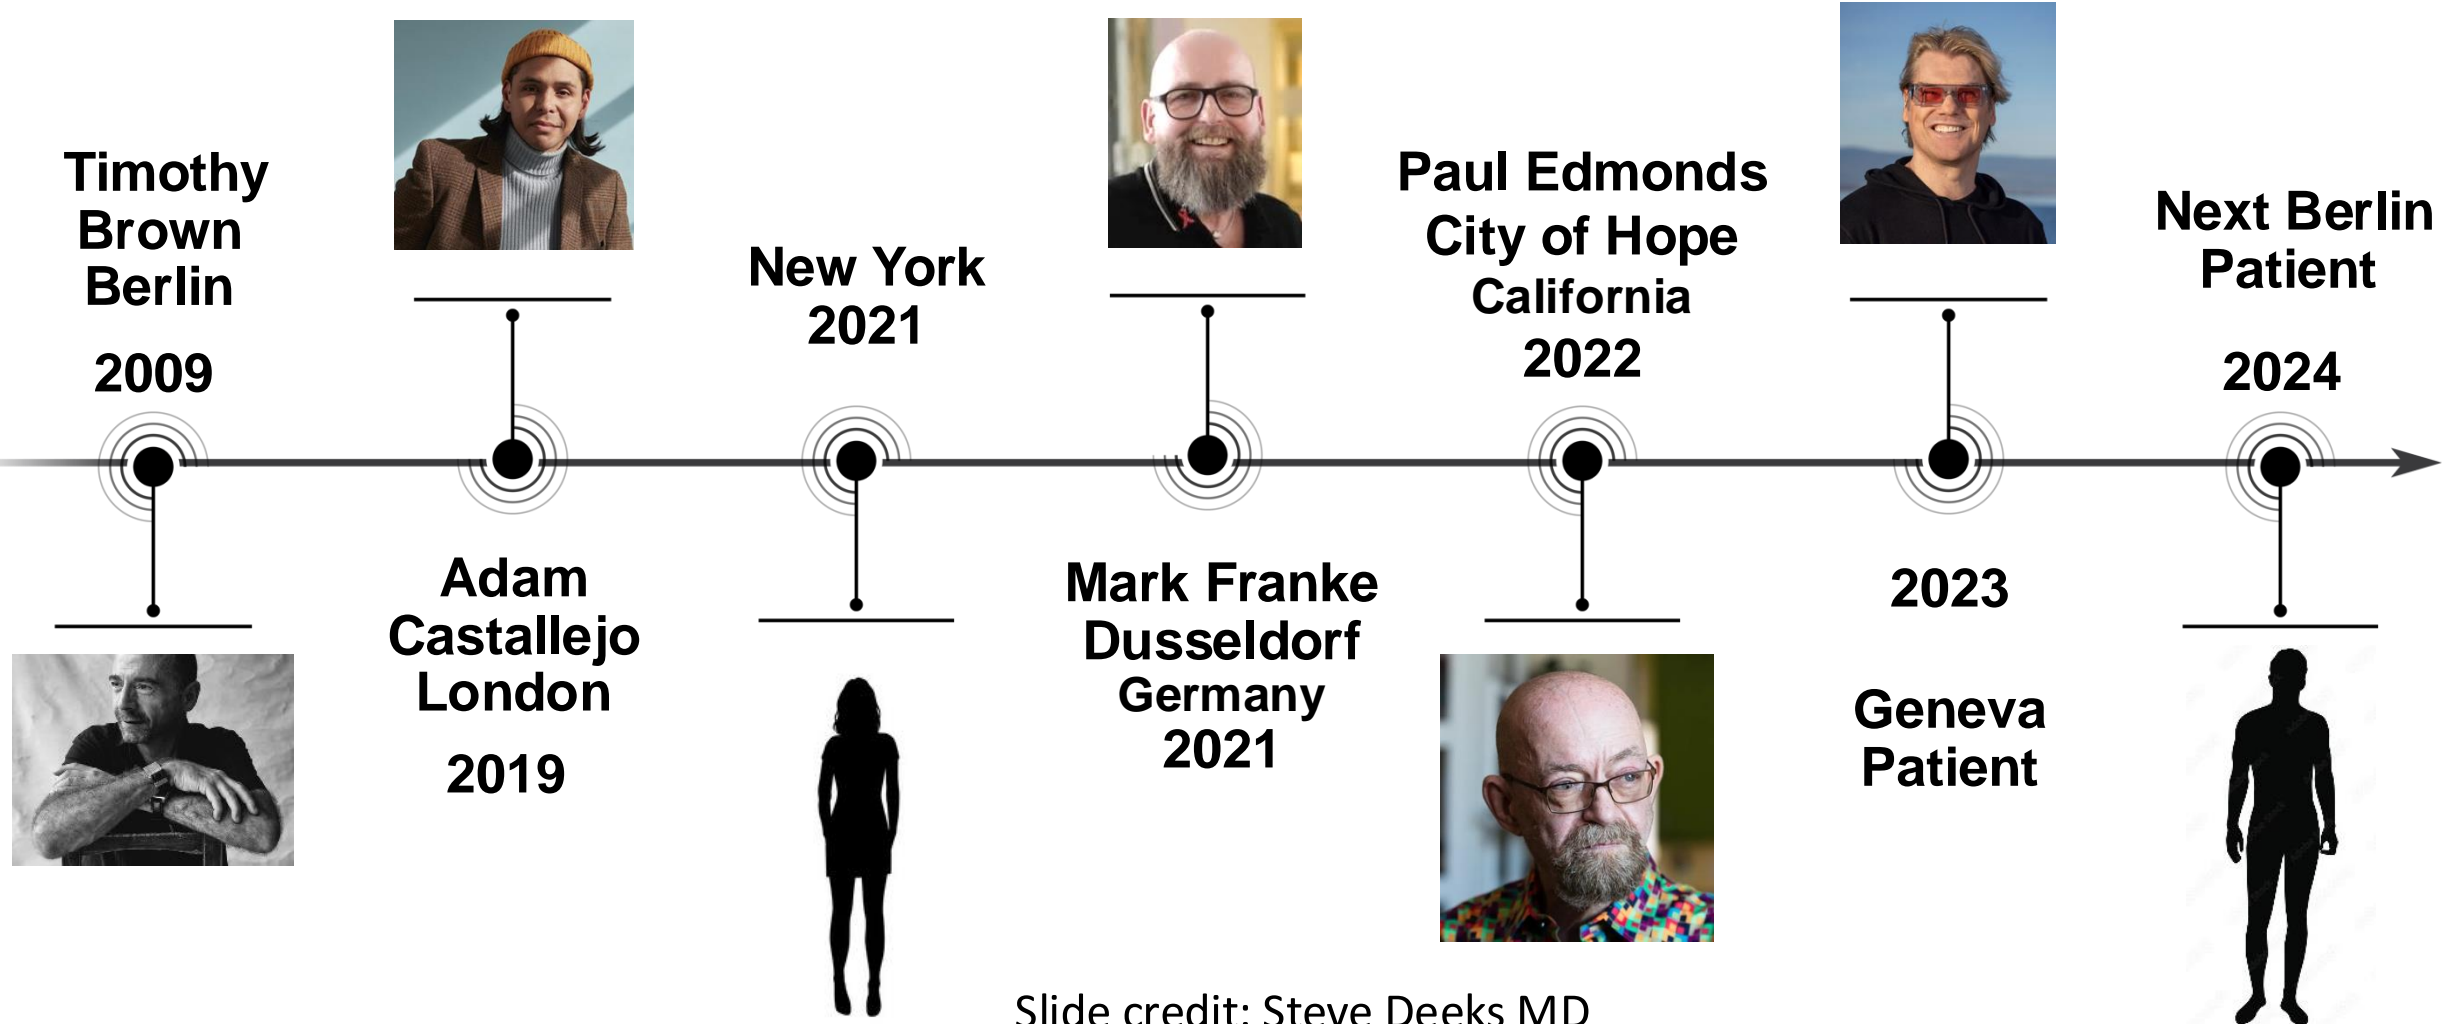 Timothy
Brown
Berlin
2009
Adam
Castallejo
London
2019
New York
2021
Mark Franke
Dusseldorf
Germany
2021
Paul Edmonds
City of Hope
California
2022
2023
Geneva
Patient
Next Berlin
Patient
2024
Slide credit: Steve Deeks MD